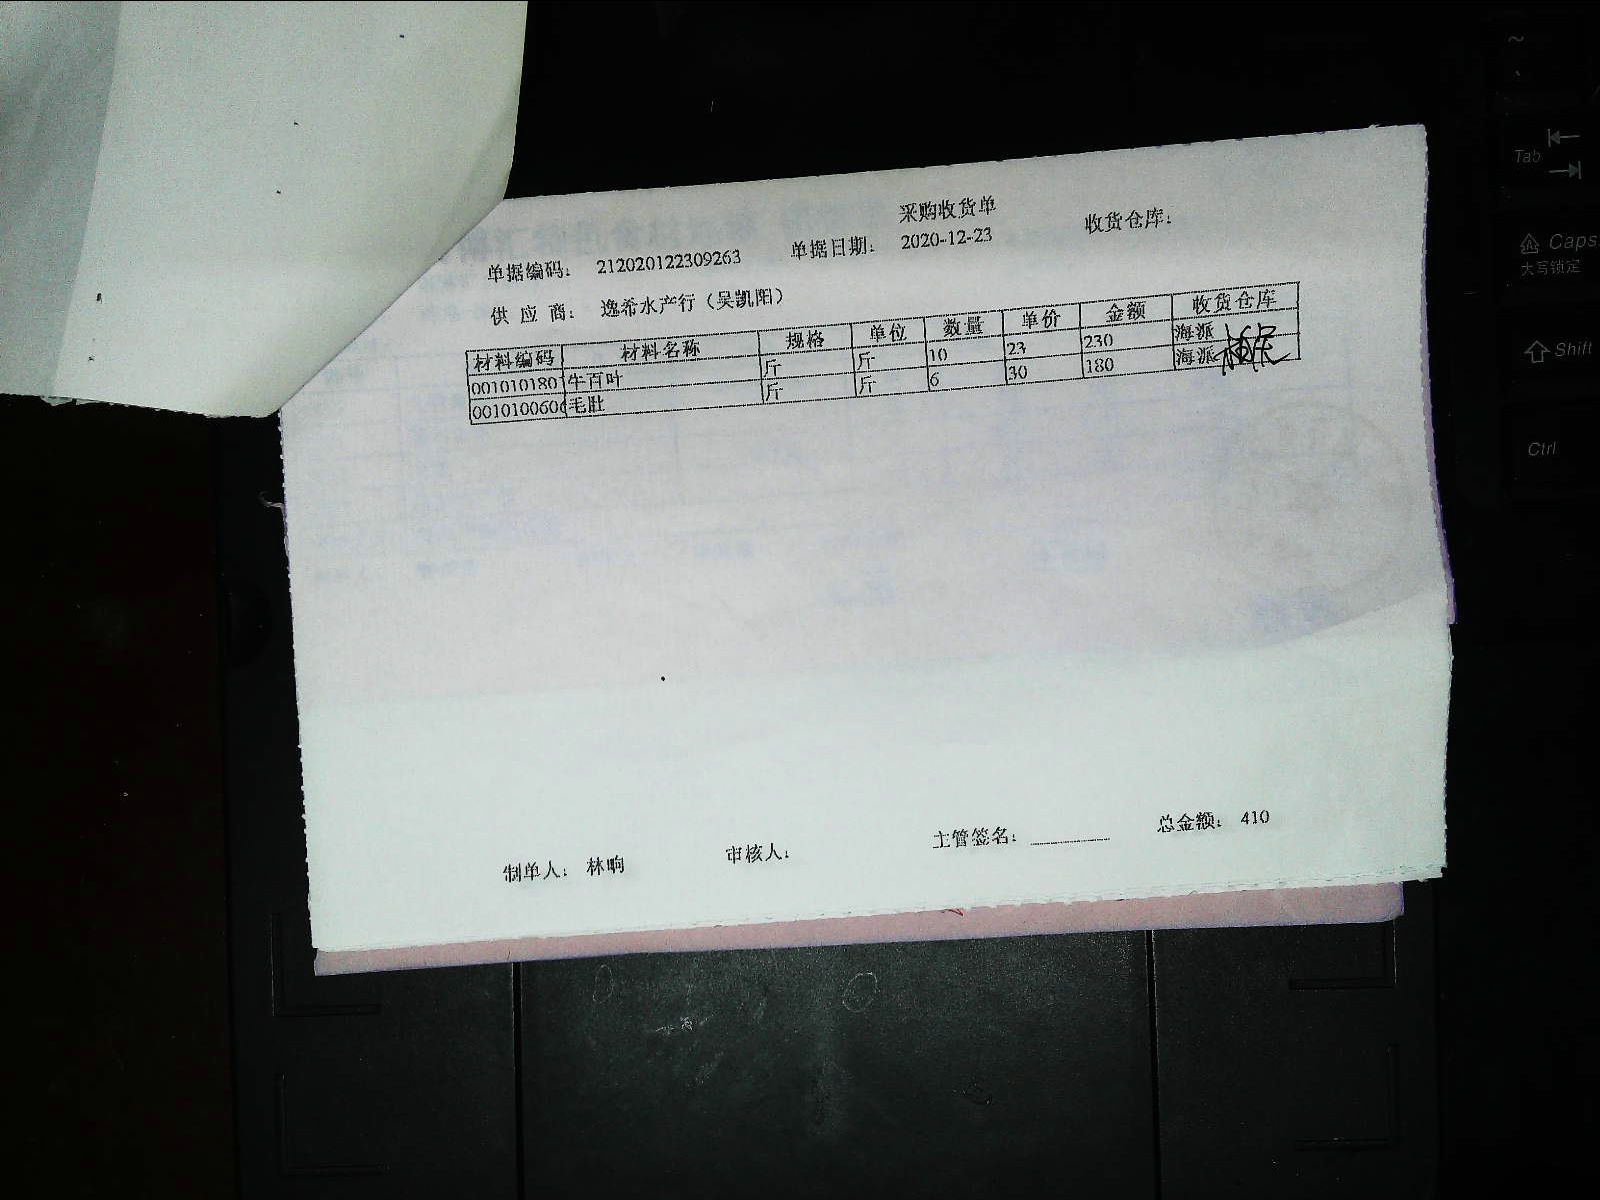 采购收货单
单据编码： 212020122309263 单据日期： 2020-12-23 收货仓库：
供 应 商： 逸希水产行（吴凯阳）
材料编码 材料名称 规格 单位 数量 单价 金额 收货仓库
001010180 牛百叶 斤 斤 10 23 230 海派
001010060 毛肚 斤 斤 6 30 180 海派
制单人： 林响 审核人： 主管签名： 总金额： 410
~
Tab
Caps
大写锁定
Shift
Ctrl